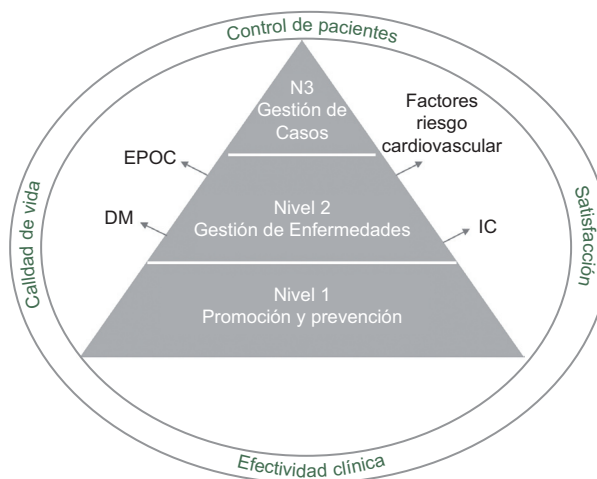 Control de pacientes
N3
Gestión de
Casos
Factores
riesgo
cardiovascular
EPOC
DM
Nivel 2
Gestión de Enfermedades
IC
Calidad de vida
Satisfacción
Nivel 1
Promoción y prevención
Efectividad clínica